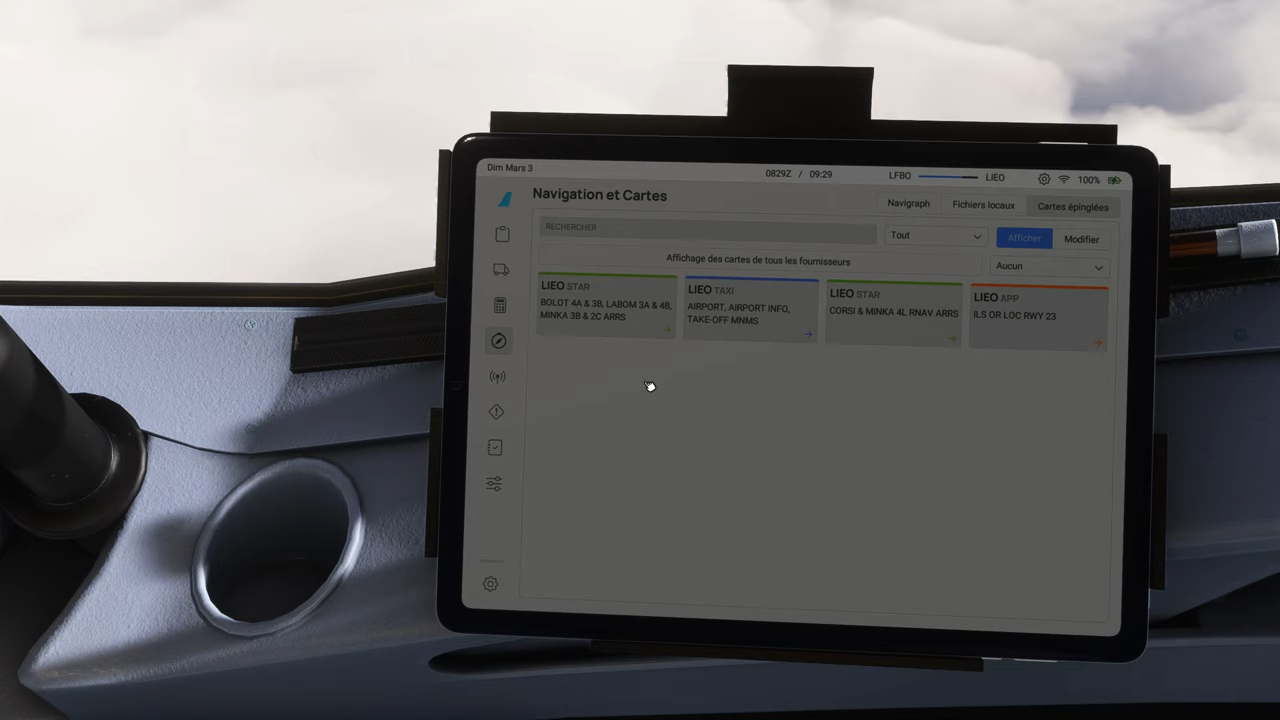 Dim Mars 3
0829Z / 09:29
LFBO
LIEO
100%
Navigation et Cartes
Navigraph
Fichiers locaux
Cartes épinglées
RECHERCHER
Tout
Afficher
Modifier
Affichage des cartes de tous les fournisseurs
Aucun
LIEO STAR
BOLOT 4A & 3B, LABOM 3A & 4B,
MINKA 3B & 2C ARRS
LIEO TAXI
AIRPORT, AIRPORT INFO,
TAKE-OFF MNMS
LIEO STAR
CORSI & MINKA 4L RNAV ARRS
LIEO APP
ILS OR LOC RWY 23